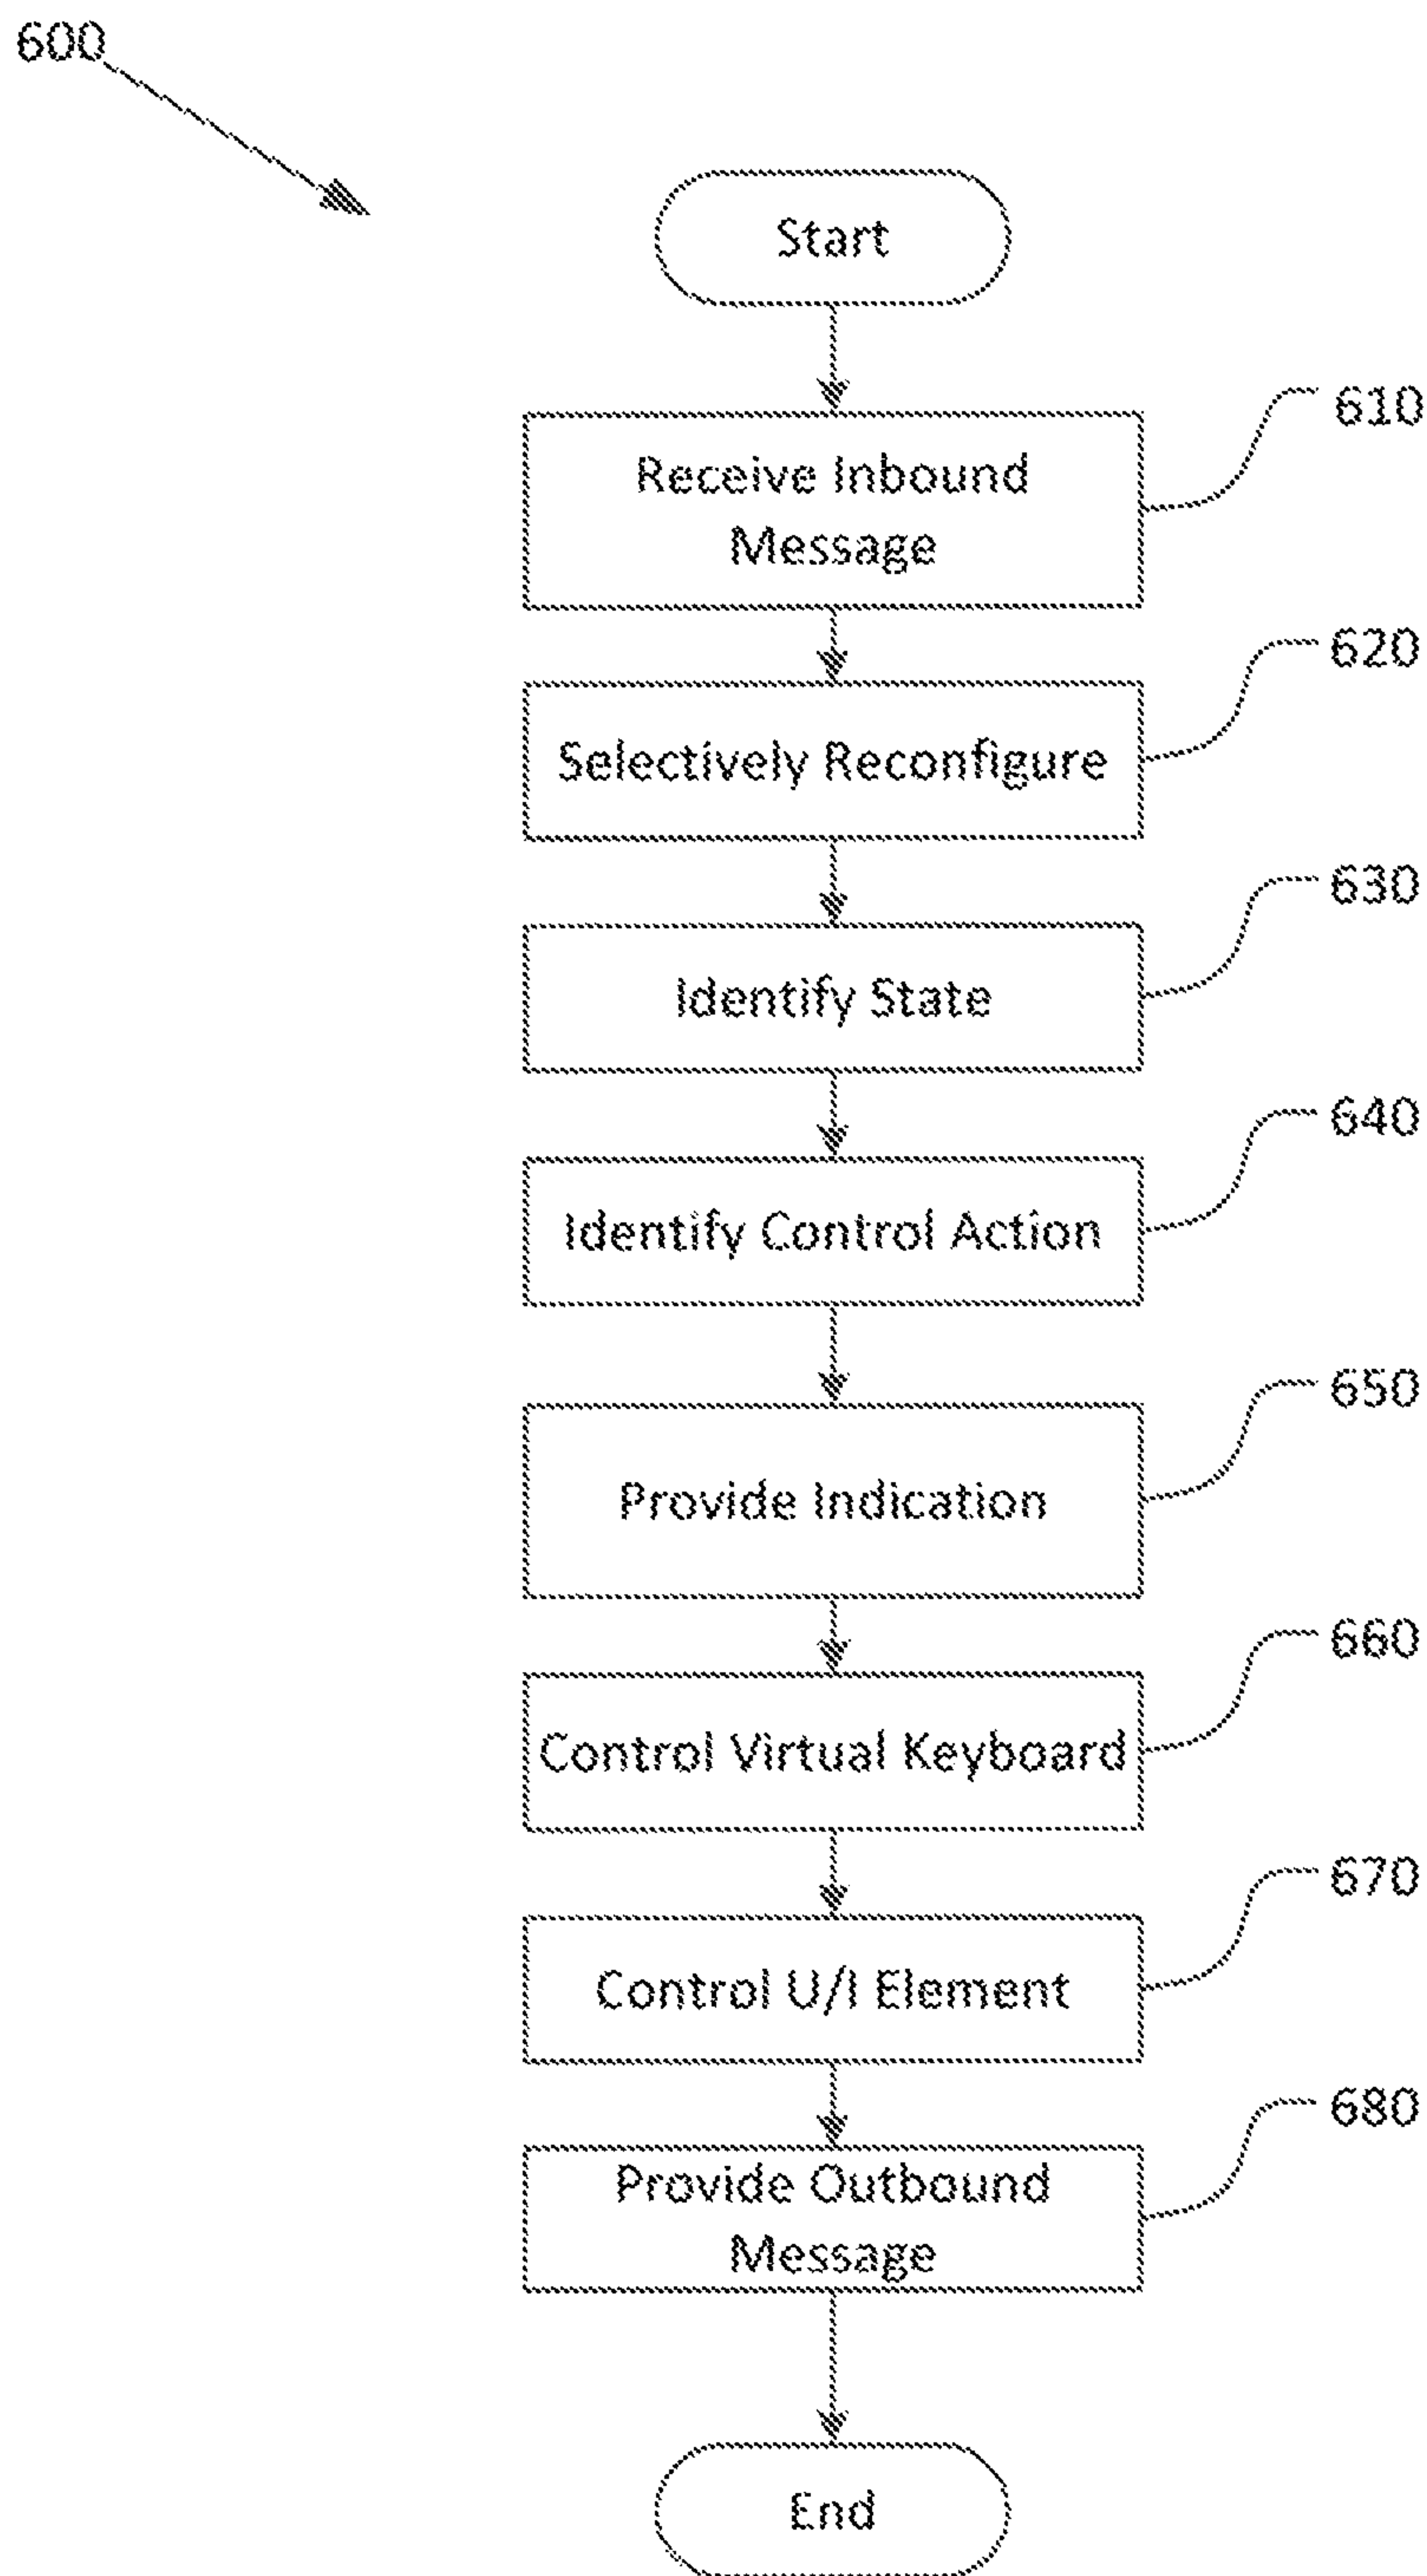 600
Start
Receive Inbound
Message
610
Selectively Reconfigure
620
Identify State
630
Identify Control Action
640
Provide Indication
650
Control Virtual Keyboard
660
Control U/I Element
670
Provide Outbound
Message
680
End